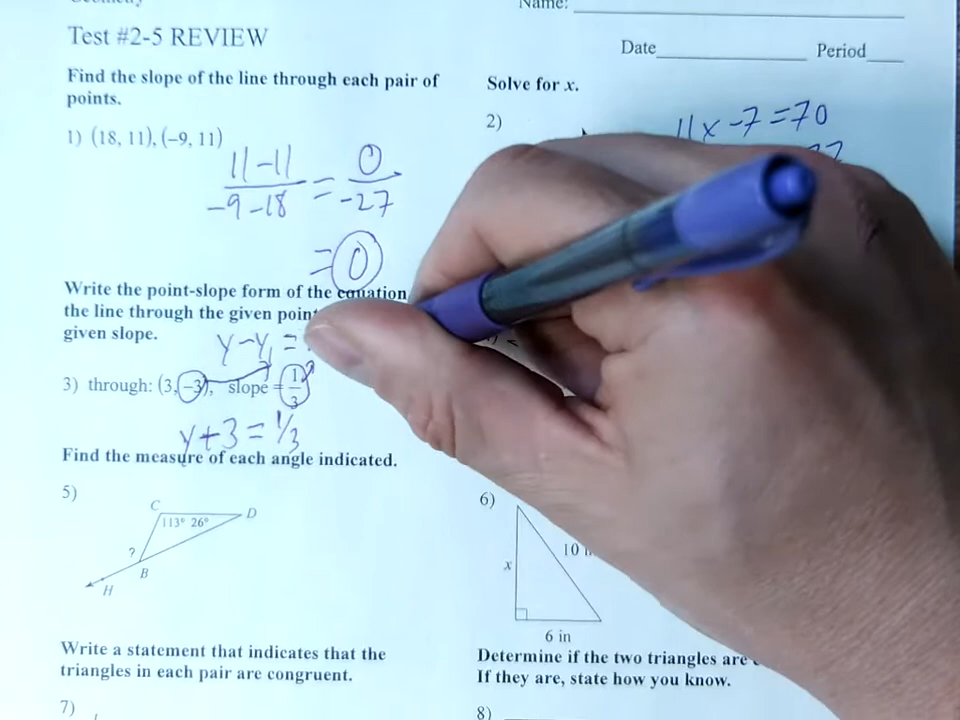 Name:
Test #2-5 REVIEW
Date Period
Find the slope of the line through each pair of
points.
1) (18, 11), (−9, 11)
11 -11 = 0
-9 -18 -27
= 0
Solve for x.
2)
11x -7 =70
Write the point-slope form of the equation
the line through the given
given slope.
y - y1 =
3) through: (3, −3), slope = 1/3
y + 3 = 1/3
Find the measure of each angle indicated.
5)
C D
113° 26°
?
B
H
6)
x 10
6 in
Write a statement that indicates that the
triangles in each pair are congruent.
7)
Determine if the two triangles are
If they are, state how you know.
8)